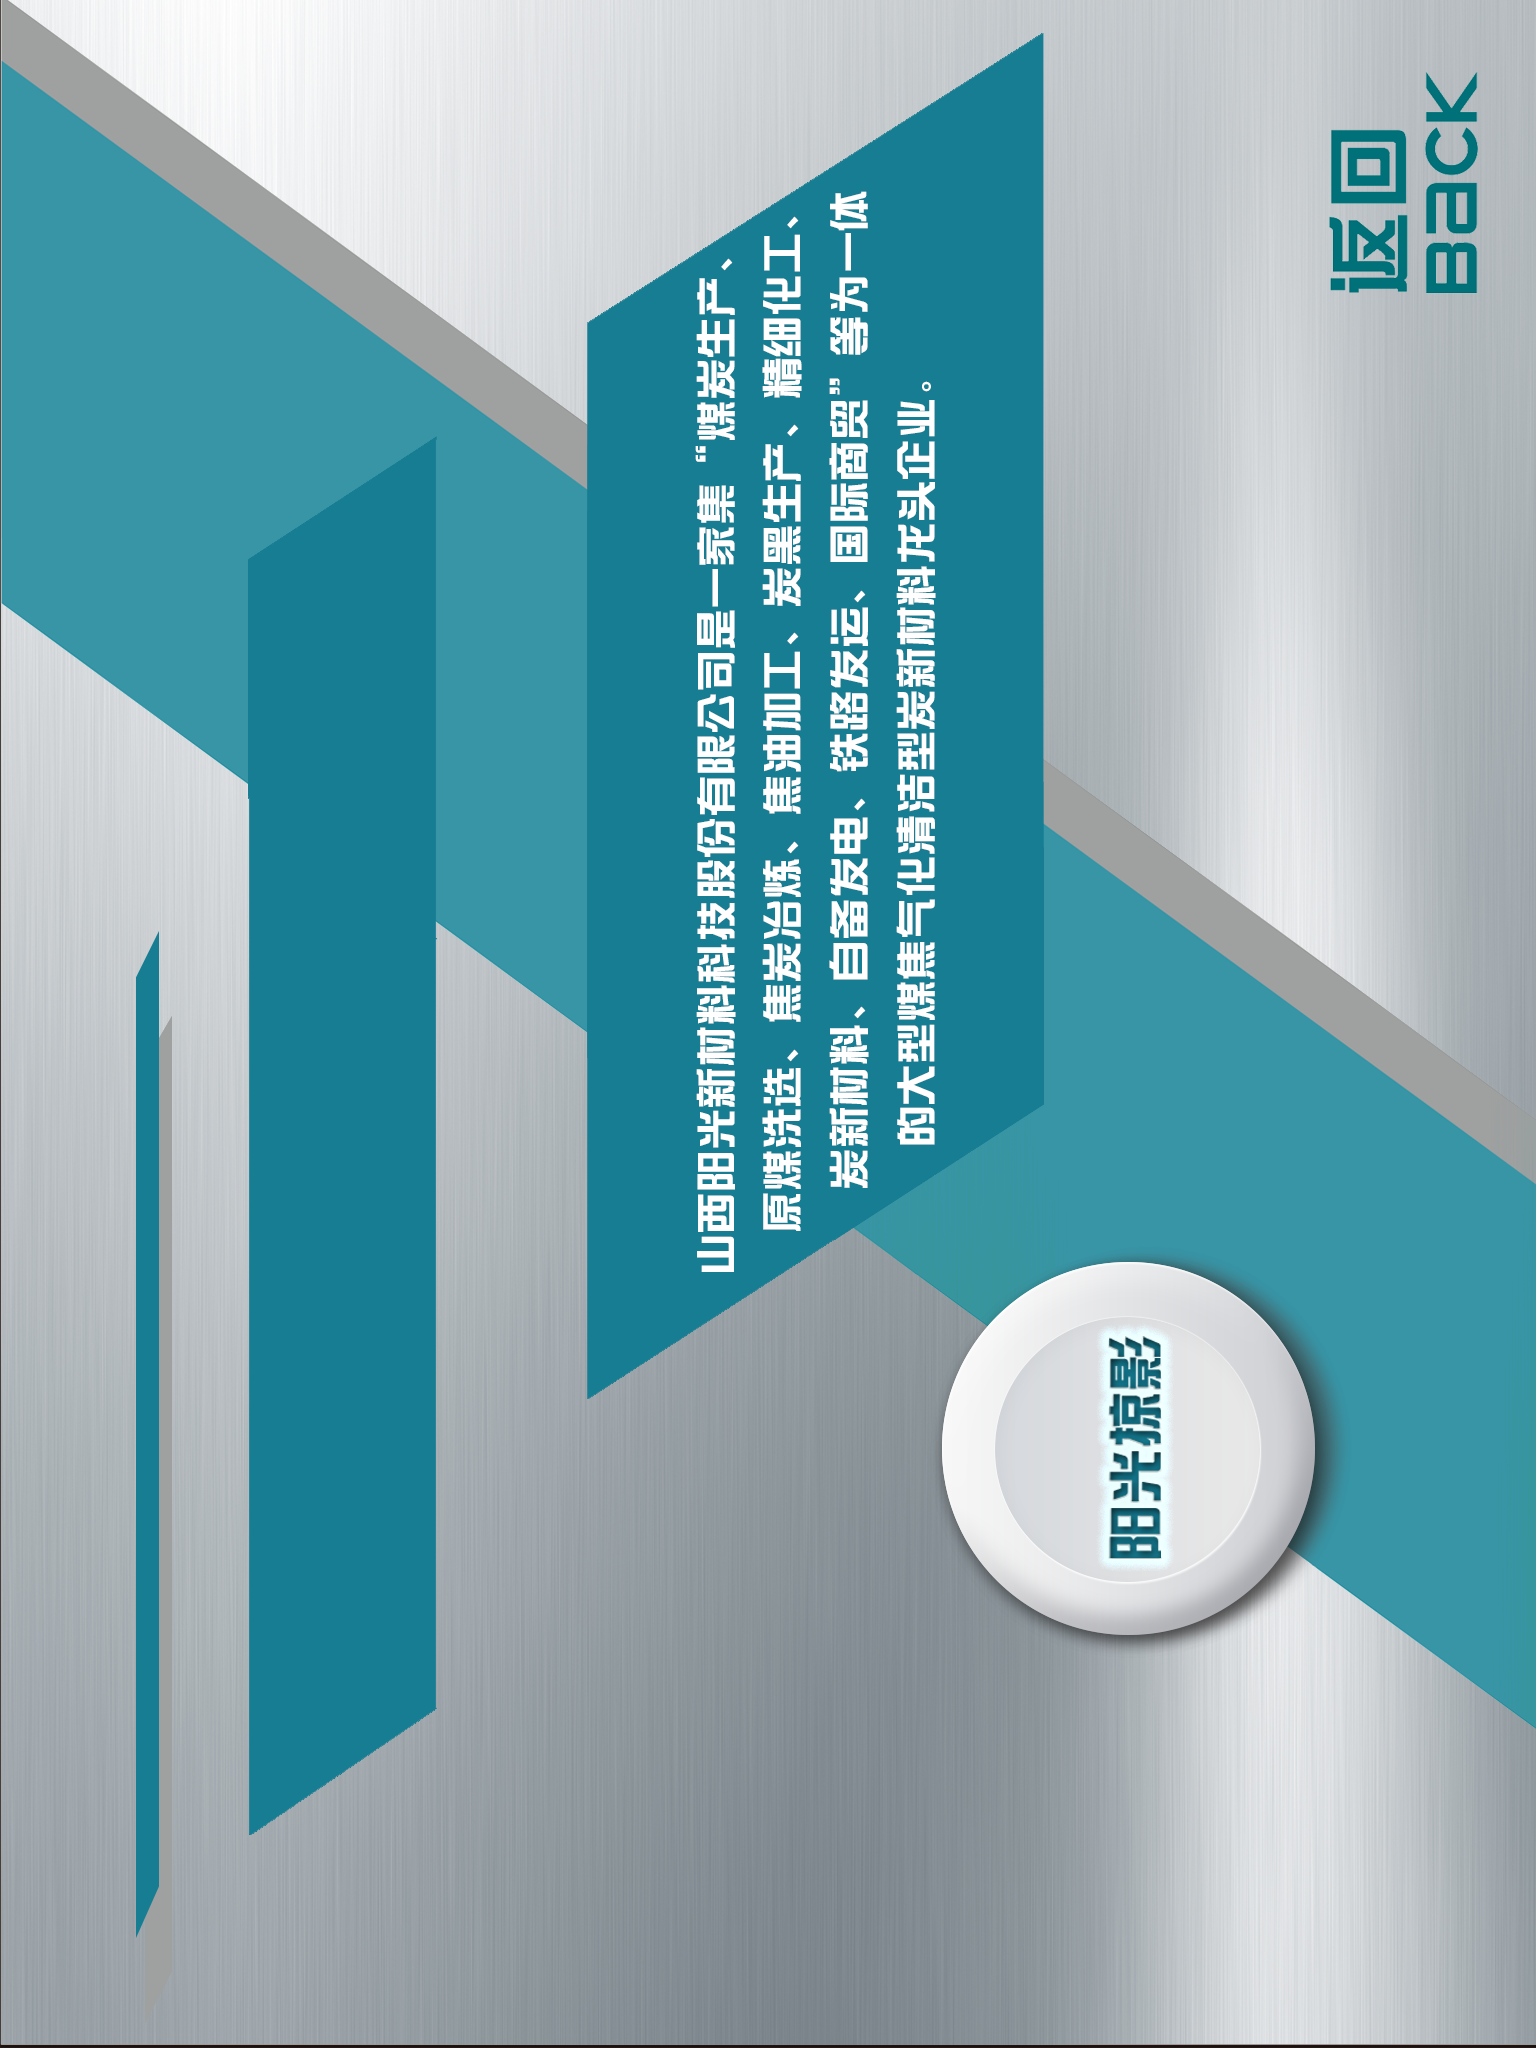 山西阳光新材料科技股份有限公司是一家集“煤炭生产、
原煤洗选、焦炭冶炼、焦油加工、炭黑生产、精细化工、
炭新材料、自备发电、铁路发运、国际商贸”等为一体
的大型煤焦气化清洁型炭新材料龙头企业。
阳光掠影
返回
BacK